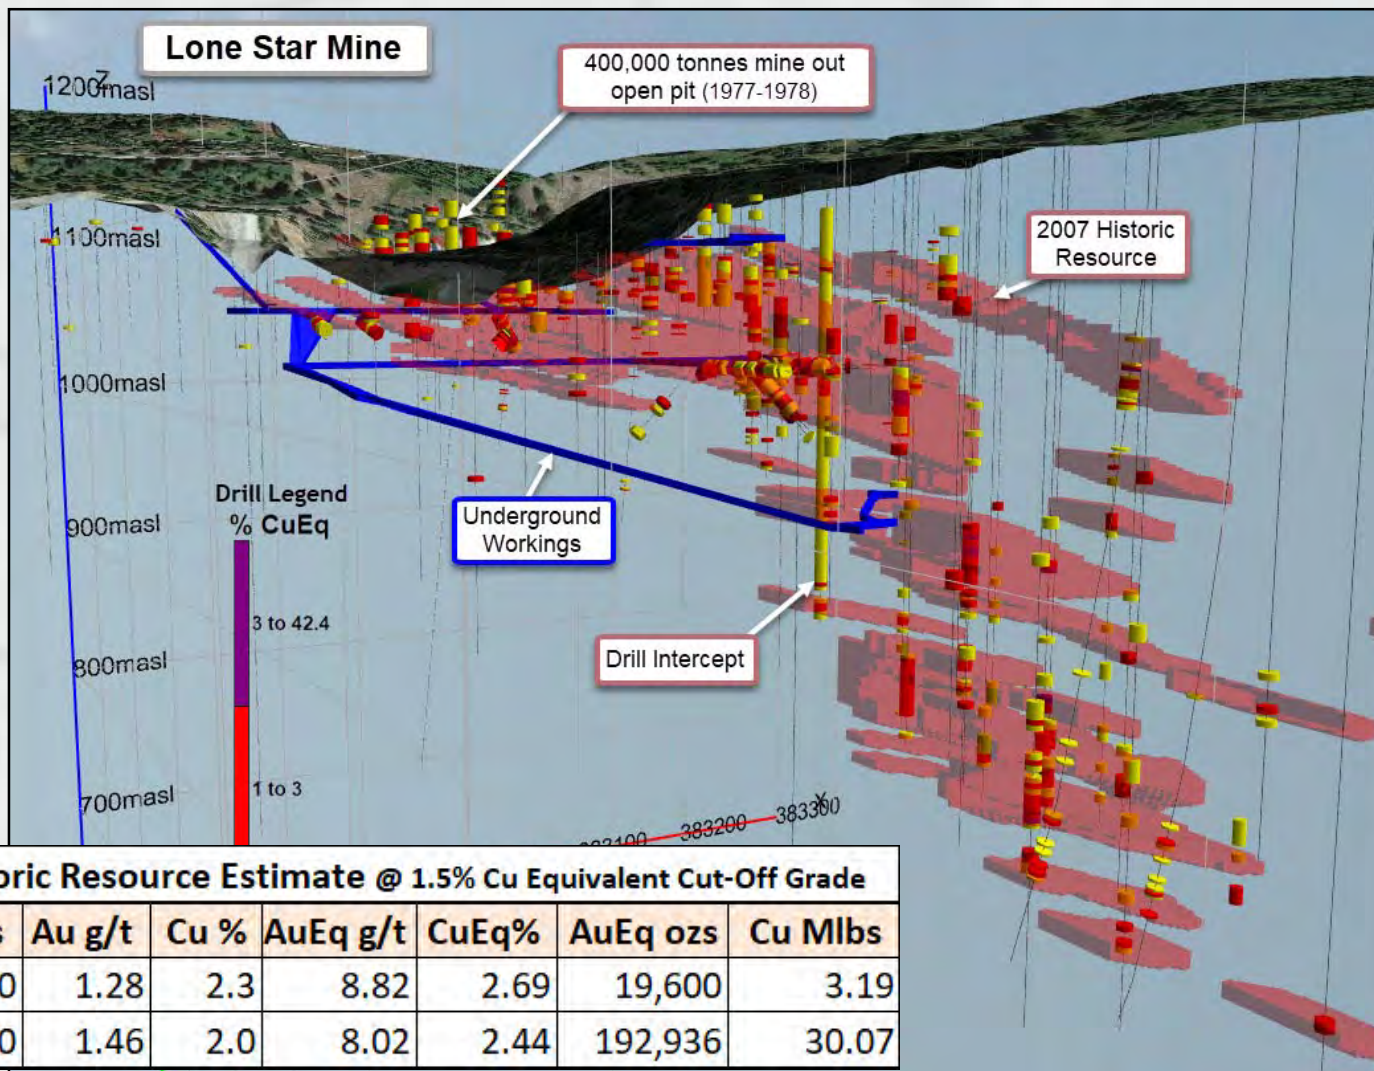 Lone Star Mine
400,000 tonnes mine out
open pit (1977-1978)
Z
1200masl
1100masl
2007 Historic
Resource
1000masl
Drill Legend
% CuEq
900masl
Underground
Workings
3 to 42.4
Drill Intercept
800masl
1 to 3
700masl
383200
X
383300
Resource Estimate @ 1.5% Cu Equivalent Cut-Off Grade
Au g/t Cu % AuEq g/t CuEq% AuEq ozs Cu Mlbs
1.28 2.3 8.82 2.69 19,600 3.19
1.46 2.0 8.02 2.44 192,936 30.07